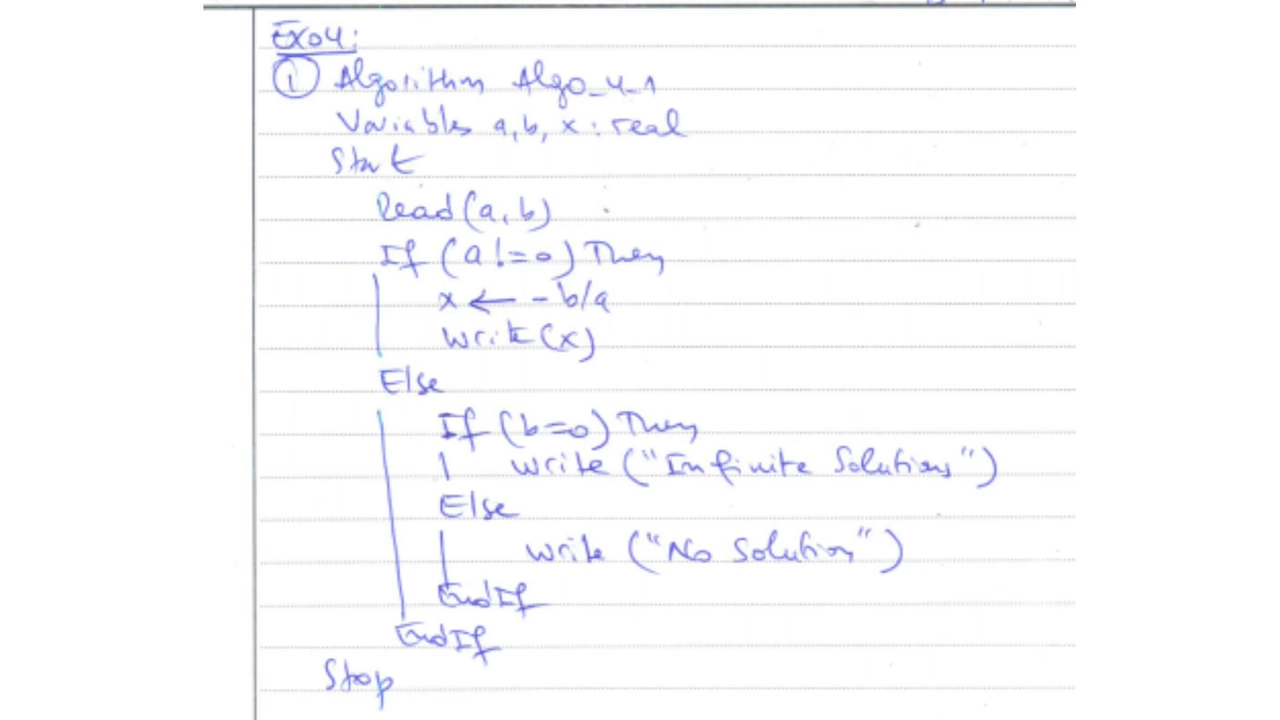 Exo4:
① Algorithm Algo_4_1
Variables a, b, x : real
Start
Read(a, b)
If (a != 0) Then
x ← - b/a
Write(x)
Else
If (b=0) Then
Write ("Infinite Solutions")
Else
Write ("No Solution")
EndIf
EndIf
Stop